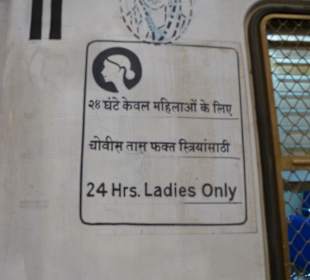 २४ घंटे केवल महिलाओं के लिए
चोवीस तास फक्त स्त्रियांसाठी
24 Hrs. Ladies Only